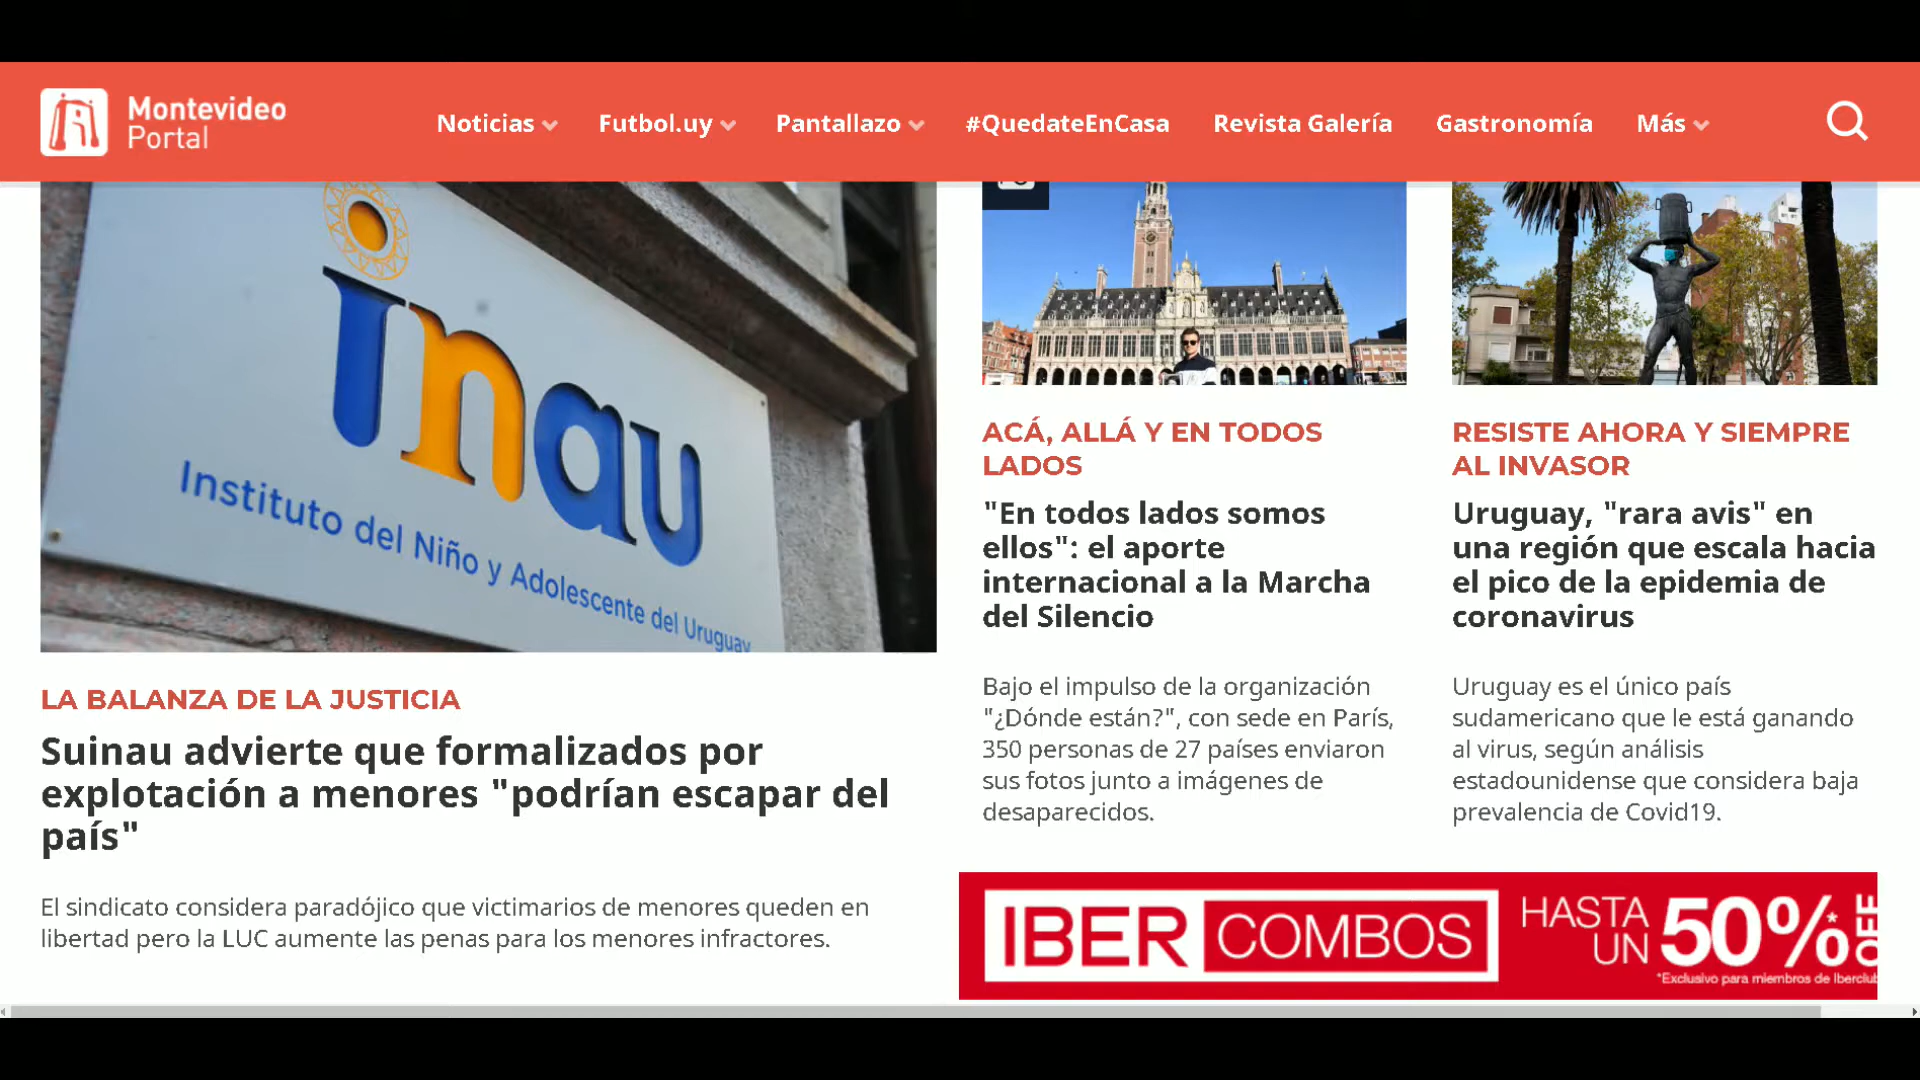 Montevideo
Portal
Noticias
Futbol.uy
Pantallazo
#QuedateEnCasa
Revista Galería
Gastronomía
Más
inau
Instituto del Niño y Adolescente del Uruguay
LA BALANZA DE LA JUSTICIA
Suinau advierte que formalizados por
explotación a menores "podrían escapar del
país"
El sindicato considera paradójico que victimarios de menores queden en
libertad pero la LUC aumente las penas para los menores infractores.
ACÁ, ALLÁ Y EN TODOS
LADOS
"En todos lados somos
ellos": el aporte
internacional a la Marcha
del Silencio
Bajo el impulso de la organización
"¿Dónde están?", con sede en París,
350 personas de 27 países enviaron
sus fotos junto a imágenes de
desaparecidos.
RESISTE AHORA Y SIEMPRE
AL INVASOR
Uruguay, "rara avis" en
una región que escala hacia
el pico de la epidemia de
coronavirus
Uruguay es el único país
sudamericano que le está ganando
al virus, según análisis
estadounidense que considera baja
prevalencia de Covid19.
IBER COMBOS
HASTA
UN 50%* OFF
*Exclusivo para miembros de Iberclub